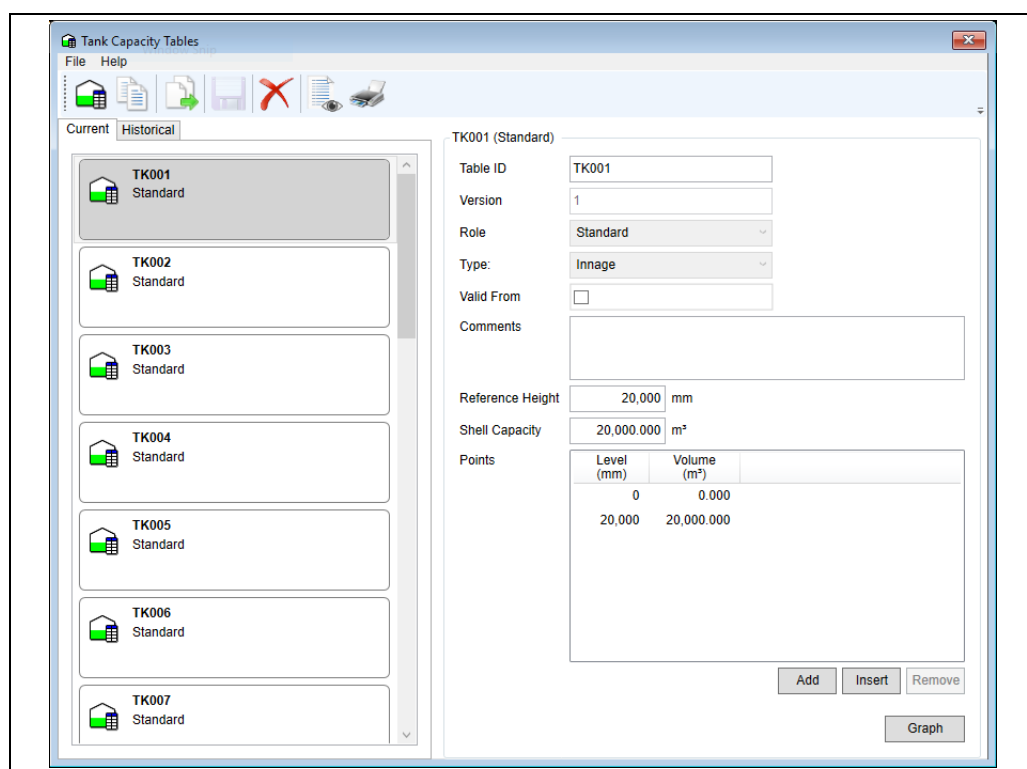 Tank Capacity Tables
File Help
Current Historical
TK001
Standard
TK002
Standard
TK003
Standard
TK004
Standard
TK005
Standard
TK006
Standard
TK007
Standard
TK001 (Standard)
Table ID TK001
Version 1
Role Standard
Type: Innage
Valid From
Comments
Reference Height 20,000 mm
Shell Capacity 20,000.000 m³
Points
Level Volume
(mm) (m³)
0 0.000
20,000 20,000.000
Add Insert Remove
Graph